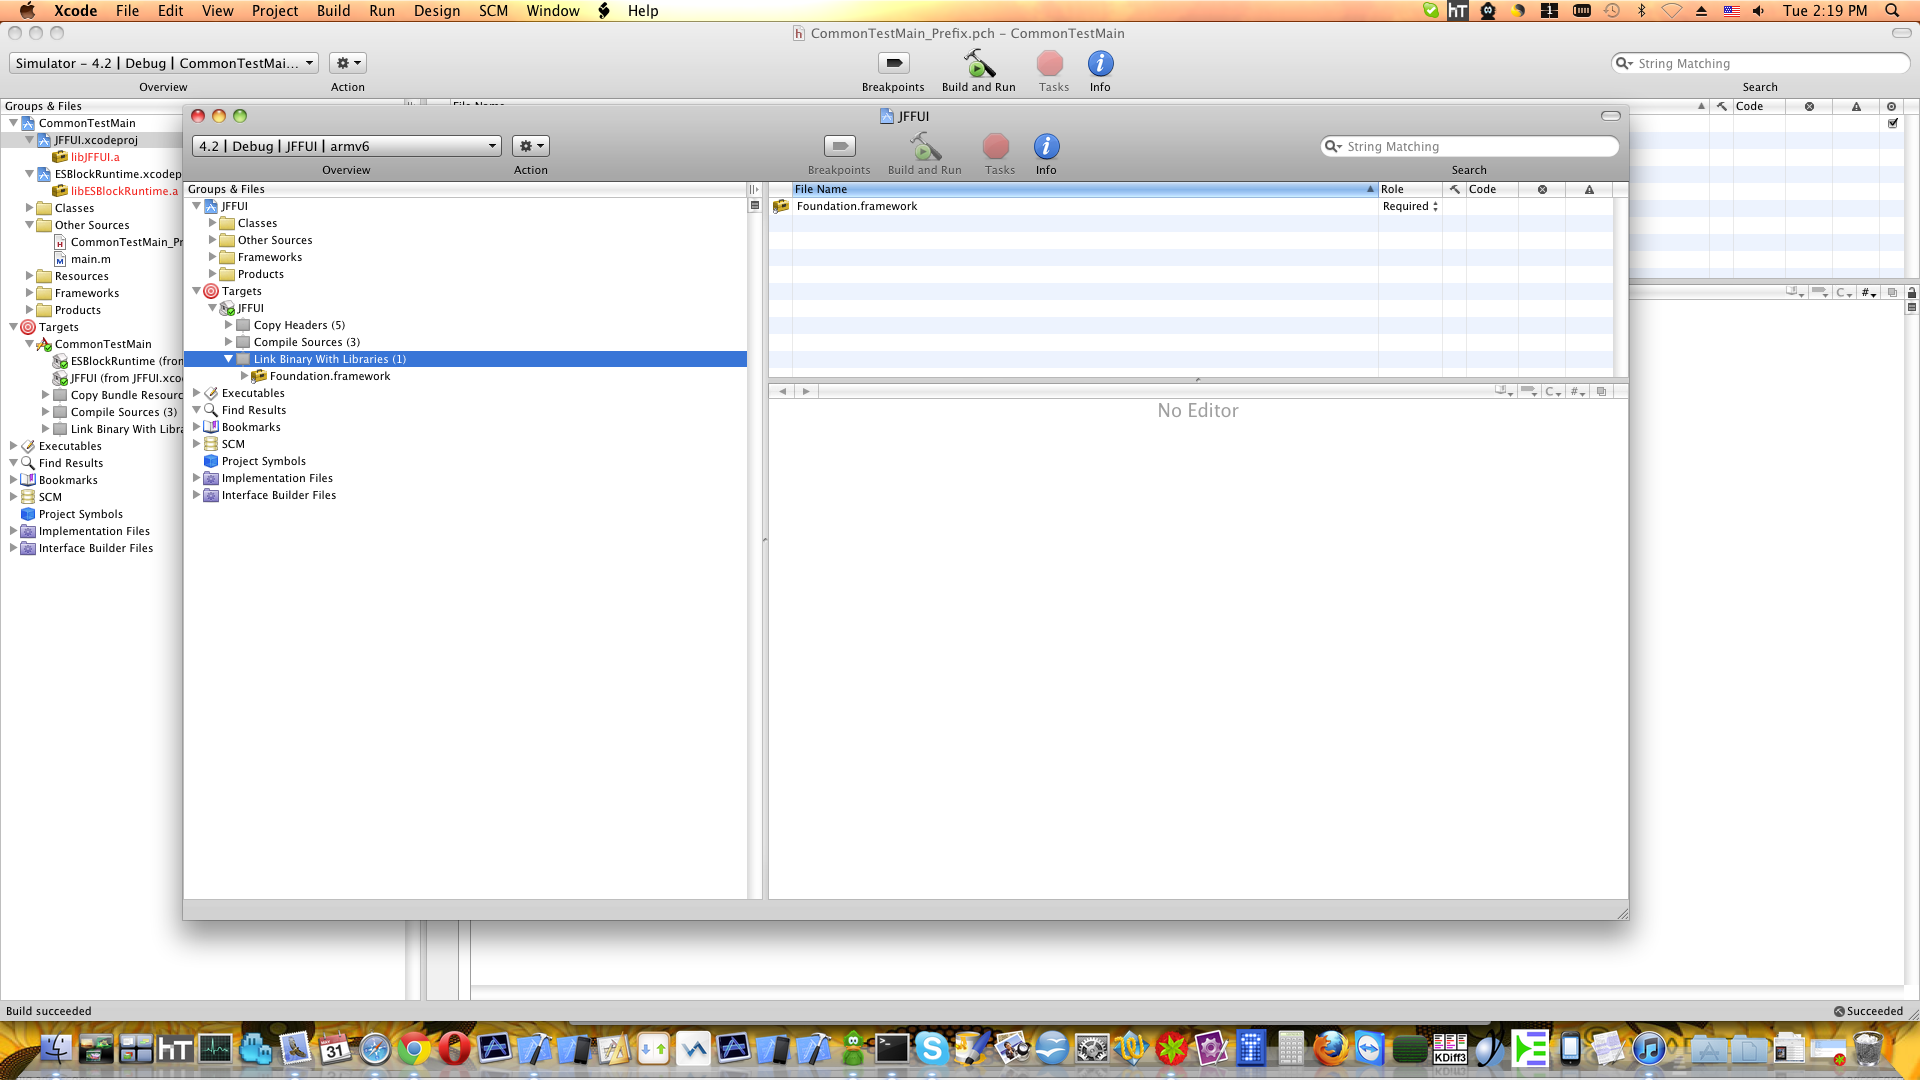 Xcode File Edit View Project Build Run Design SCM Window Help
hT 1 Tue 2:19 PM
CommonTestMain_Prefix.pch - CommonTestMain
Simulator - 4.2 | Debug | CommonTestMai...
String Matching
Overview Action Breakpoints Build and Run Tasks Info Search
Groups & Files
Code
CommonTestMain
JFFUI.xcodeproj
libJFFUI.a
ESBlockRuntime.xcodep
libESBlockRuntime.a
Classes
Other Sources
CommonTestMain_Pr
main.m
Resources
Frameworks
Products
Targets
CommonTestMain
ESBlockRuntime (fron
JFFUI (from JFFUI.xco
Copy Bundle Resourc
Compile Sources (3)
Link Binary With Libra
Executables
Find Results
Bookmarks
SCM
Project Symbols
Implementation Files
Interface Builder Files
JFFUI
4.2 | Debug | JFFUI | armv6
String Matching
Overview Action Breakpoints Build and Run Tasks Info Search
Groups & Files
File Name Role Code
Foundation.framework Required
JFFUI
Classes
Other Sources
Frameworks
Products
Targets
JFFUI
Copy Headers (5)
Compile Sources (3)
Link Binary With Libraries (1)
Foundation.framework
Executables
Find Results
Bookmarks
SCM
Project Symbols
Implementation Files
Interface Builder Files
C #
No Editor
C #
Build succeeded
Succeeded
hT
31
KDiff3